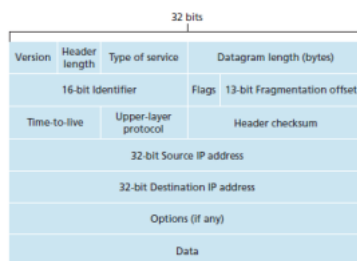 32 bits
Version Header length Type of service Datagram length (bytes)
16-bit Identifier Flags 13-bit Fragmentation offset
Time-to-live Upper-layer protocol Header checksum
32-bit Source IP address
32-bit Destination IP address
Options (if any)
Data